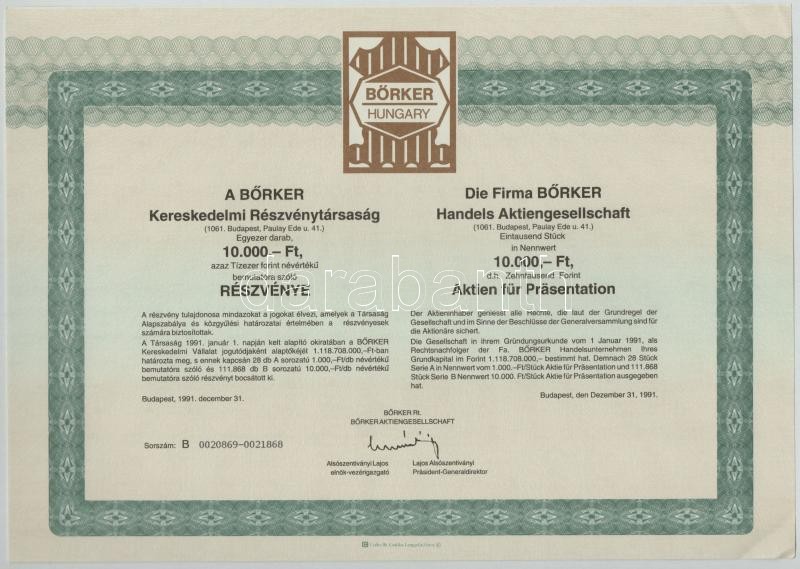 BŐRKER
HUNGARY
A BŐRKER
Kereskedelmi Részvénytársaság
(1061. Budapest, Paulay Ede u. 41.)
Egyezer darab,
10.000.– Ft,
azaz Tízezer forint névértékű
bemutatóra szóló
RÉSZVÉNYE
A részvény tulajdonosa mindazokat a jogokat élvezi, amelyek a Társaság
Alapszabálya és közgyűlési határozatai értelmében a részvényesek
számára biztosítottak.
A Társaság 1991. január 1. napján kelt alapító okiratában a BŐRKER
Kereskedelmi Vállalat jogutódjaként alaptőkéjét 1.118.708.000,–Ft-ban
határozta meg, s ennek kapcsán 28 db A sorozatú 1.000,–Ft/db névértékű
bemutatóra szóló és 111.868 db B sorozatú 10.000,–Ft/db névértékű
bemutatóra szóló részvényt bocsátott ki.
Budapest, 1991. december 31.
Die Firma BŐRKER
Handels Aktiengesellschaft
(1061. Budapest, Paulay Ede u. 41.)
Eintausend Stück
in Nennwert
10.000,– Ft,
d.h. Zehntausend Forint
Aktien für Präsentation
Der Aktieninhaber geniesst alle Rechte, die laut der Grundregel der
Gesellschaft und im Sinne der Beschlüsse der Generalversammlung sind für
die Aktionäre sichert.
Die Gesellschaft in ihrem Gründungsurkunde vom 1 Januar 1991, als
Rechtsnachfolger der Fa. BŐRKER Handelsunternehmen Ihres
Grundkapital im Forint 1.118,708.000,– bestimmt hat. Demnach 28 Stück
Serie A in Nennwert vom 1.000.–Ft/Stück Aktie für Präsentation und 111.868
Stück Serie B Nennwert 10.000. Ft/Stück Aktie für Präsentation ausgegeben
hat.
Budapest, den Dezember 31, 1991.
BŐRKER Rt.
BŐRKER AKTIENGESELLSCHAFT
Sorszám: B 0020869-0021868
Alsószentiványi Lajos
elnök-vezérigazgató
Lajos Alsószentiványi
Präsident-Generaldirektor
darabanth